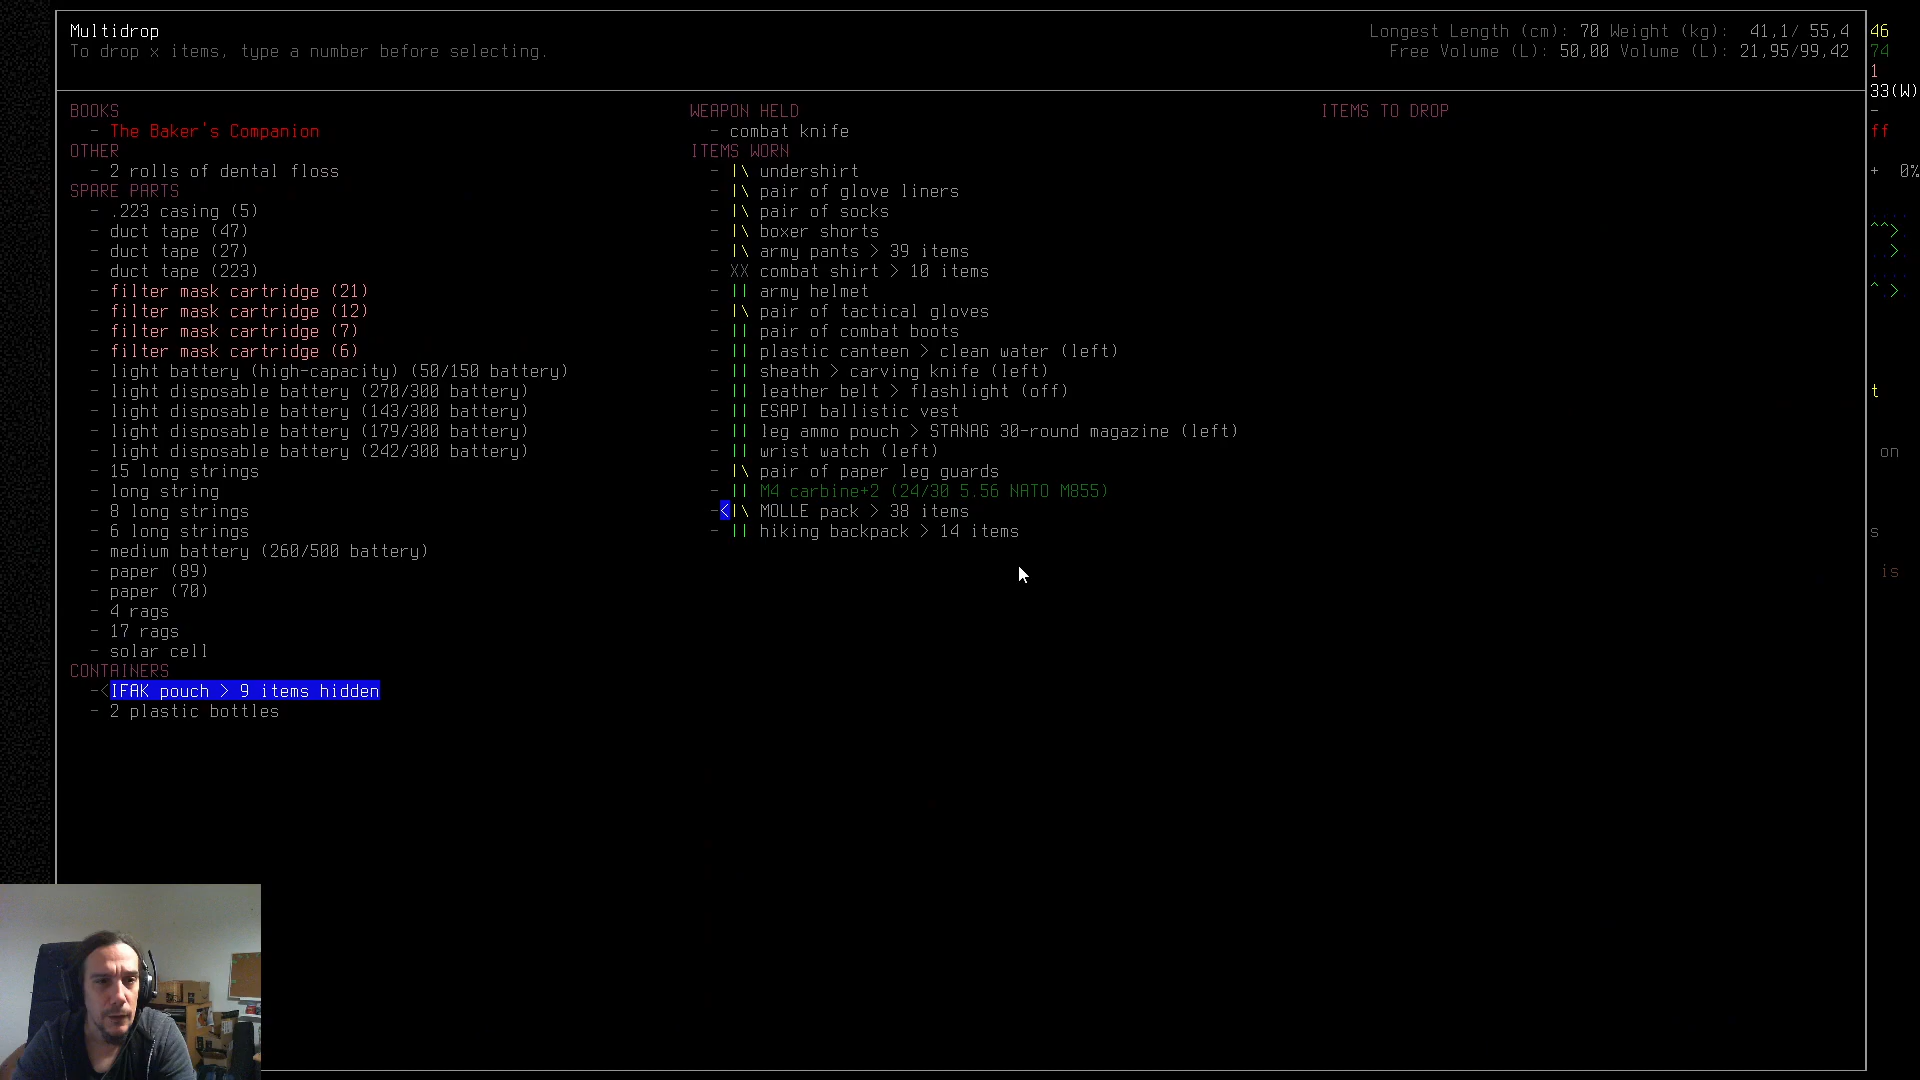 Multidrop
To drop x items, type a number before selecting.
Longest Length (cm): 70 Weight (kg): 41,1/ 55,4
Free Volume (L): 50,00 Volume (L): 21,95/99,42
BOOKS
- The Baker's Companion
OTHER
- 2 rolls of dental floss
SPARE PARTS
- .223 casing (5)
- duct tape (47)
- duct tape (27)
- duct tape (223)
- filter mask cartridge (21)
- filter mask cartridge (12)
- filter mask cartridge (7)
- filter mask cartridge (6)
- light battery (high-capacity) (50/150 battery)
- light disposable battery (270/300 battery)
- light disposable battery (143/300 battery)
- light disposable battery (179/300 battery)
- light disposable battery (242/300 battery)
- 15 long strings
- long string
- 8 long strings
- 6 long strings
- medium battery (260/500 battery)
- paper (89)
- paper (70)
- 4 rags
- 17 rags
- solar cell
CONTAINERS
-<IFAK pouch > 9 items hidden
- 2 plastic bottles
WEAPON HELD
- combat knife
ITEMS WORN
- |\ undershirt
- |\ pair of glove liners
- |\ pair of socks
- |\ boxer shorts
- |\ army pants > 39 items
- XX combat shirt > 10 items
- || army helmet
- |\ pair of tactical gloves
- || pair of combat boots
- || plastic canteen > clean water (left)
- || sheath > carving knife (left)
- || leather belt > flashlight (off)
- || ESAPI ballistic vest
- || leg ammo pouch > STANAG 30-round magazine (left)
- || wrist watch (left)
- |\ pair of paper leg guards
- || M4 carbine+2 (24/30 5.56 NATO M855)
-<|\ MOLLE pack > 38 items
- || hiking backpack > 14 items
ITEMS TO DROP
46
74
1
33(W)
-
ff
+ 0%
^^>
>
^ >
t
on
s
is